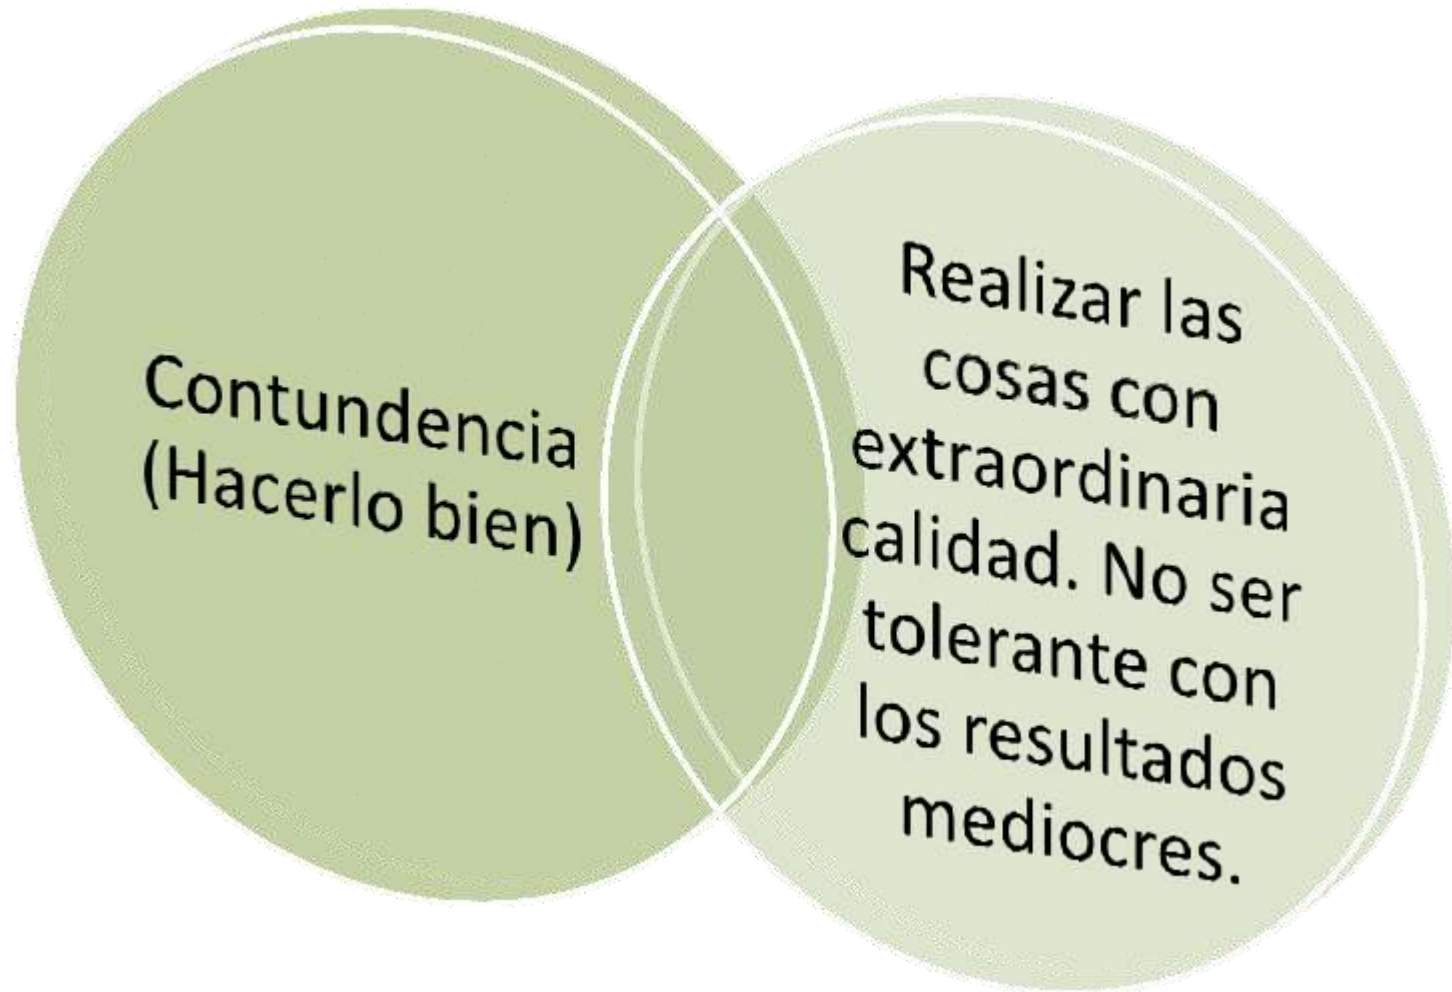 Contundencia
(Hacerlo bien)
Realizar las
cosas con
extraordinaria
calidad. No ser
tolerante con
los resultados
mediocres.